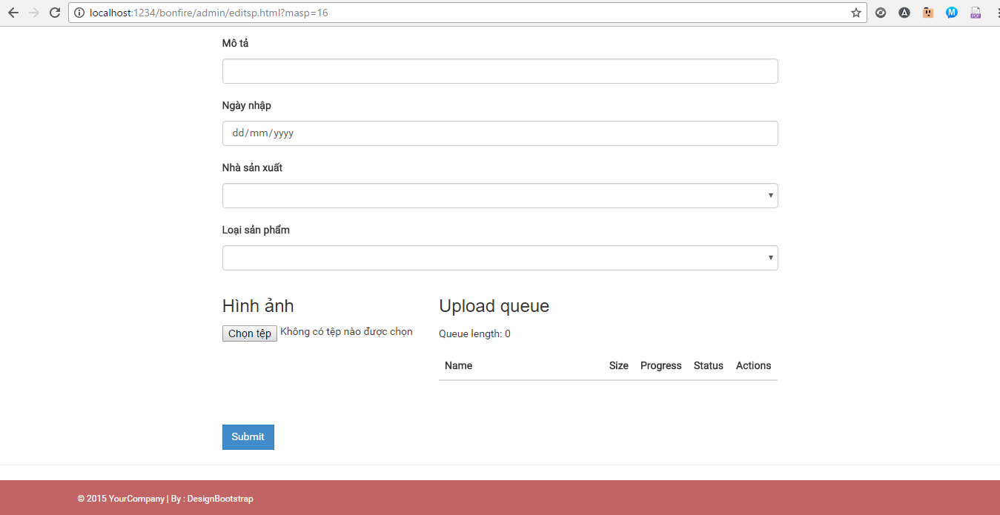 localhost:1234/bonfire/admin/editsp.html?masp=16
Mô tả
Ngày nhập
dd/mm/yyyy
Nhà sản xuất
Loại sản phẩm
Hình ảnh
Chọn tệp Không có tệp nào được chọn
Upload queue
Queue length: 0
Name Size Progress Status Actions
Submit
© 2015 YourCompany | By : DesignBootstrap